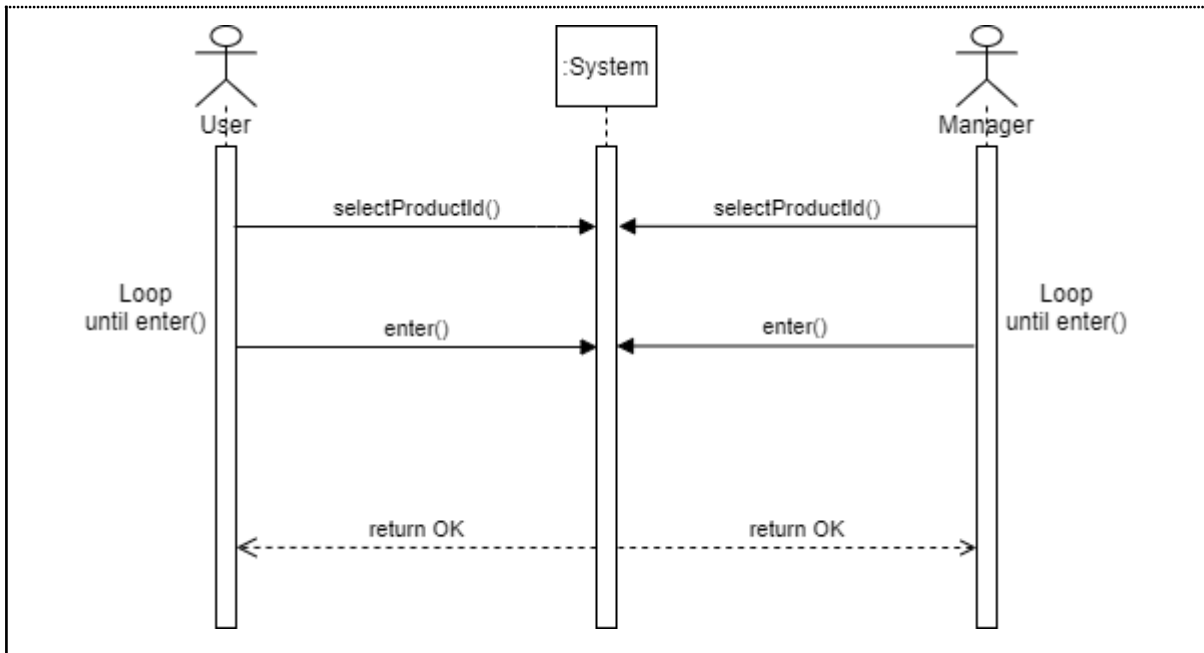 :System
User
Manager
selectProductId()
selectProductId()
Loop
until enter()
Loop
until enter()
enter()
enter()
return OK
return OK